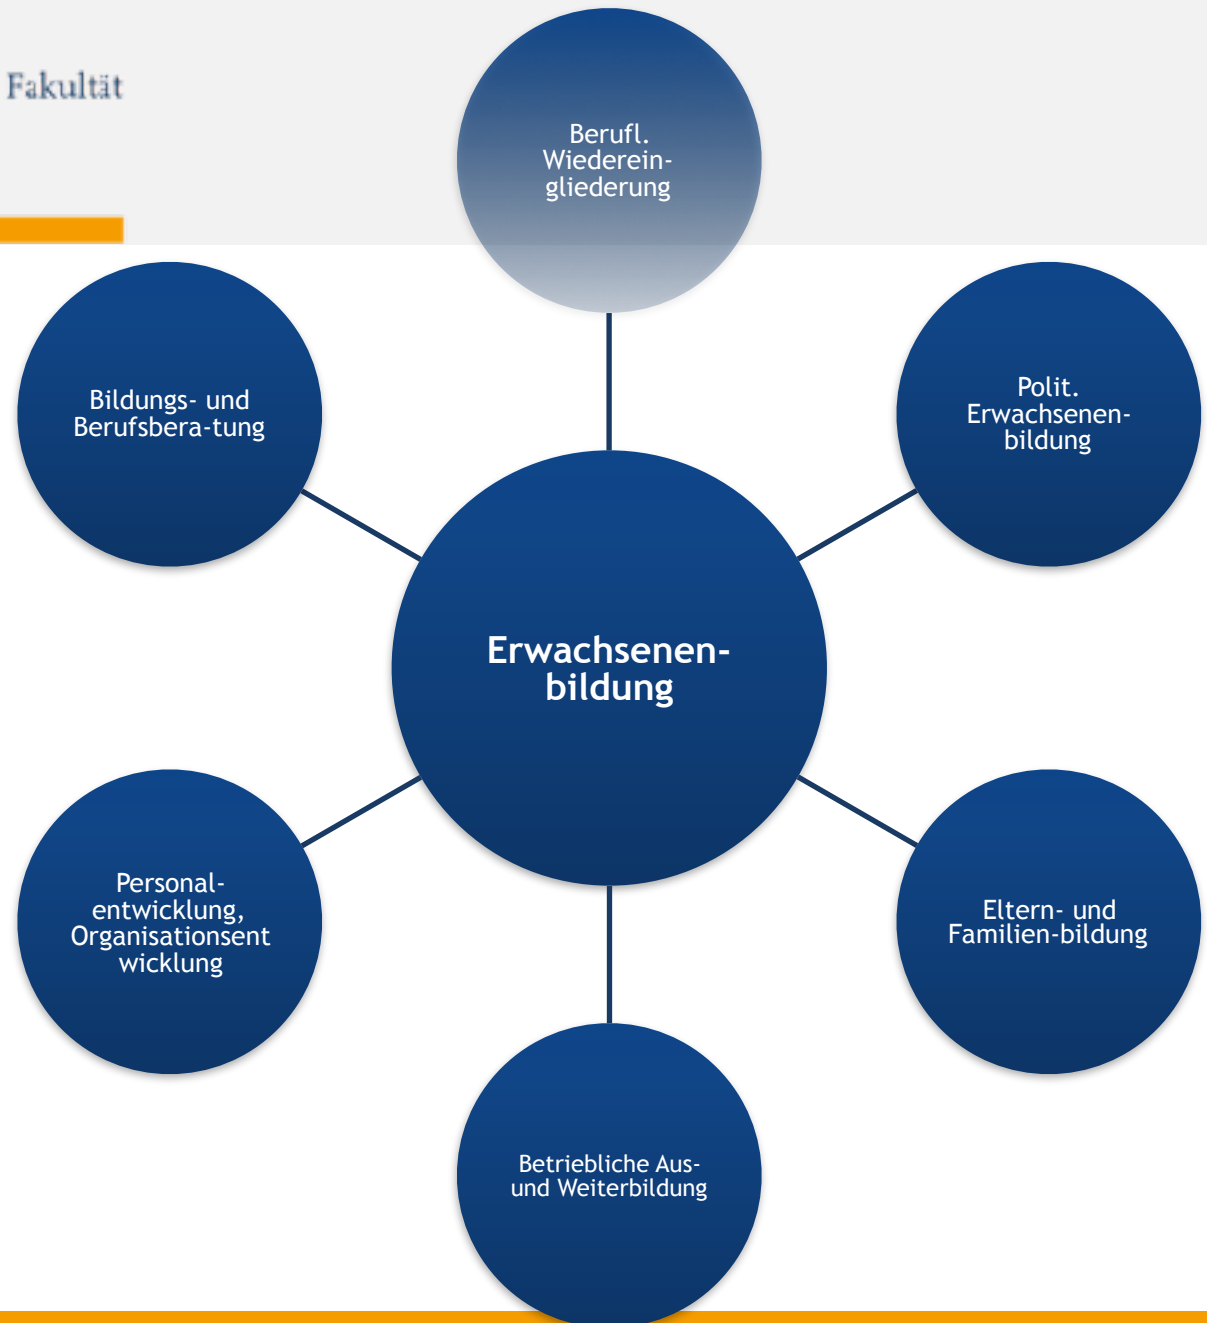 Fakultät
Berufl.
Wiederein-
gliederung
Bildungs- und
Berufsbera-tung
Polit.
Erwachsenen-
bildung
Erwachsenen-
bildung
Personal-
entwicklung,
Organisationsent
wicklung
Eltern- und
Familien-bildung
Betriebliche Aus-
und Weiterbildung